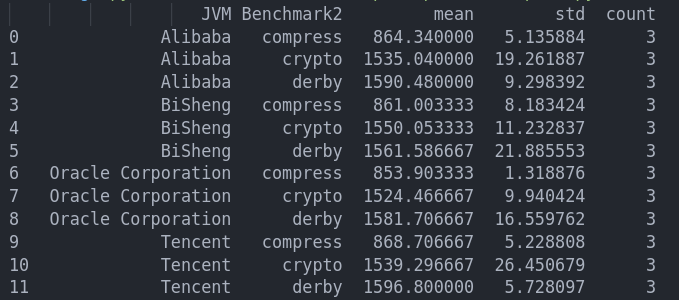 JVM Benchmark2 mean std count
0 Alibaba compress 864.340000 5.135884 3
1 Alibaba crypto 1535.040000 19.261887 3
2 Alibaba derby 1590.480000 9.298392 3
3 BiSheng compress 861.003333 8.183424 3
4 BiSheng crypto 1550.053333 11.232837 3
5 BiSheng derby 1561.586667 21.885553 3
6 Oracle Corporation compress 853.903333 1.318876 3
7 Oracle Corporation crypto 1524.466667 9.940424 3
8 Oracle Corporation derby 1581.706667 16.559762 3
9 Tencent compress 868.706667 5.228808 3
10 Tencent crypto 1539.296667 26.450679 3
11 Tencent derby 1596.800000 5.728097 3